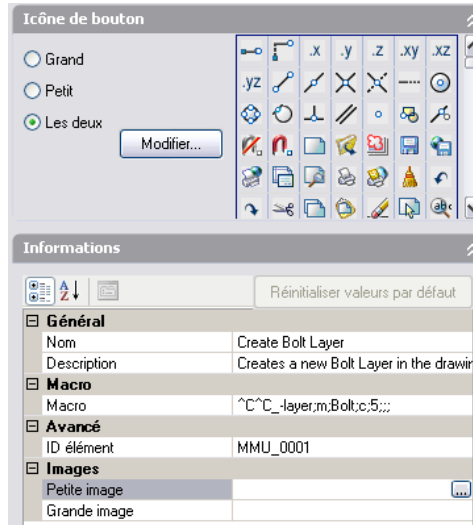 Icône de bouton
Grand
Petit
Les deux
Modifier...
.x .y .z .xy .xz
.yz
abc
Informations
Réinitialiser valeurs par défaut
Général
Nom Create Bolt Layer
Description Creates a new Bolt Layer in the drawin
Macro
Macro ^C^C_-layer;m;Bolt;c;5;;;
Avancé
ID élément MMU_0001
Images
Petite image ...
Grande image